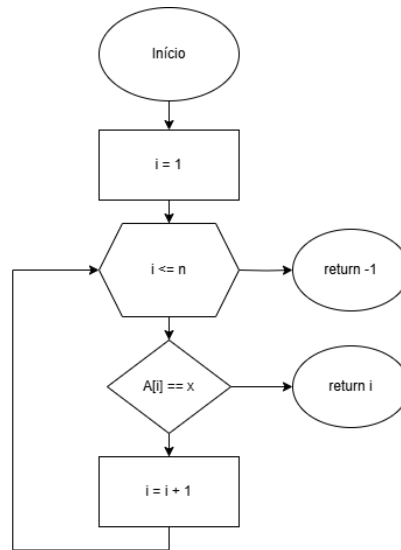 Início
i = 1
i <= n
return -1
A[i] == x
return i
i = i + 1